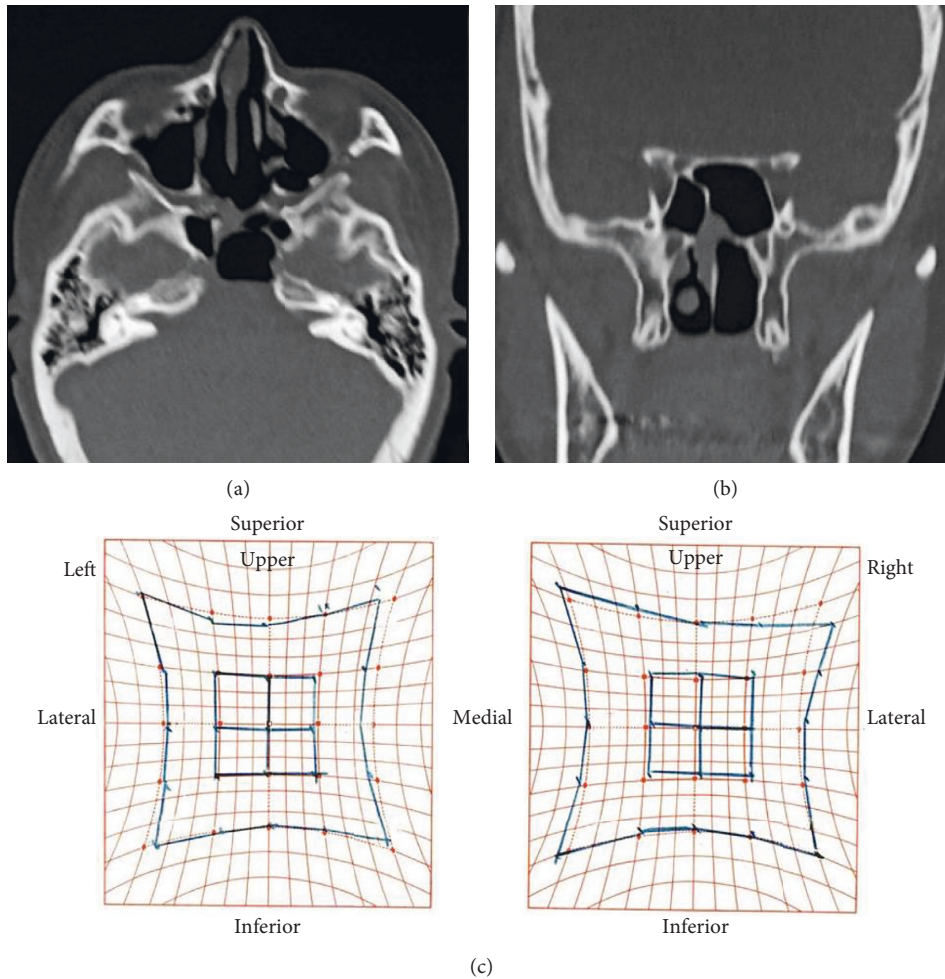 (a)
(b)
Superior
Superior
Left
Upper
Upper
Right
Lateral
Medial
Lateral
Inferior
Inferior
(c)